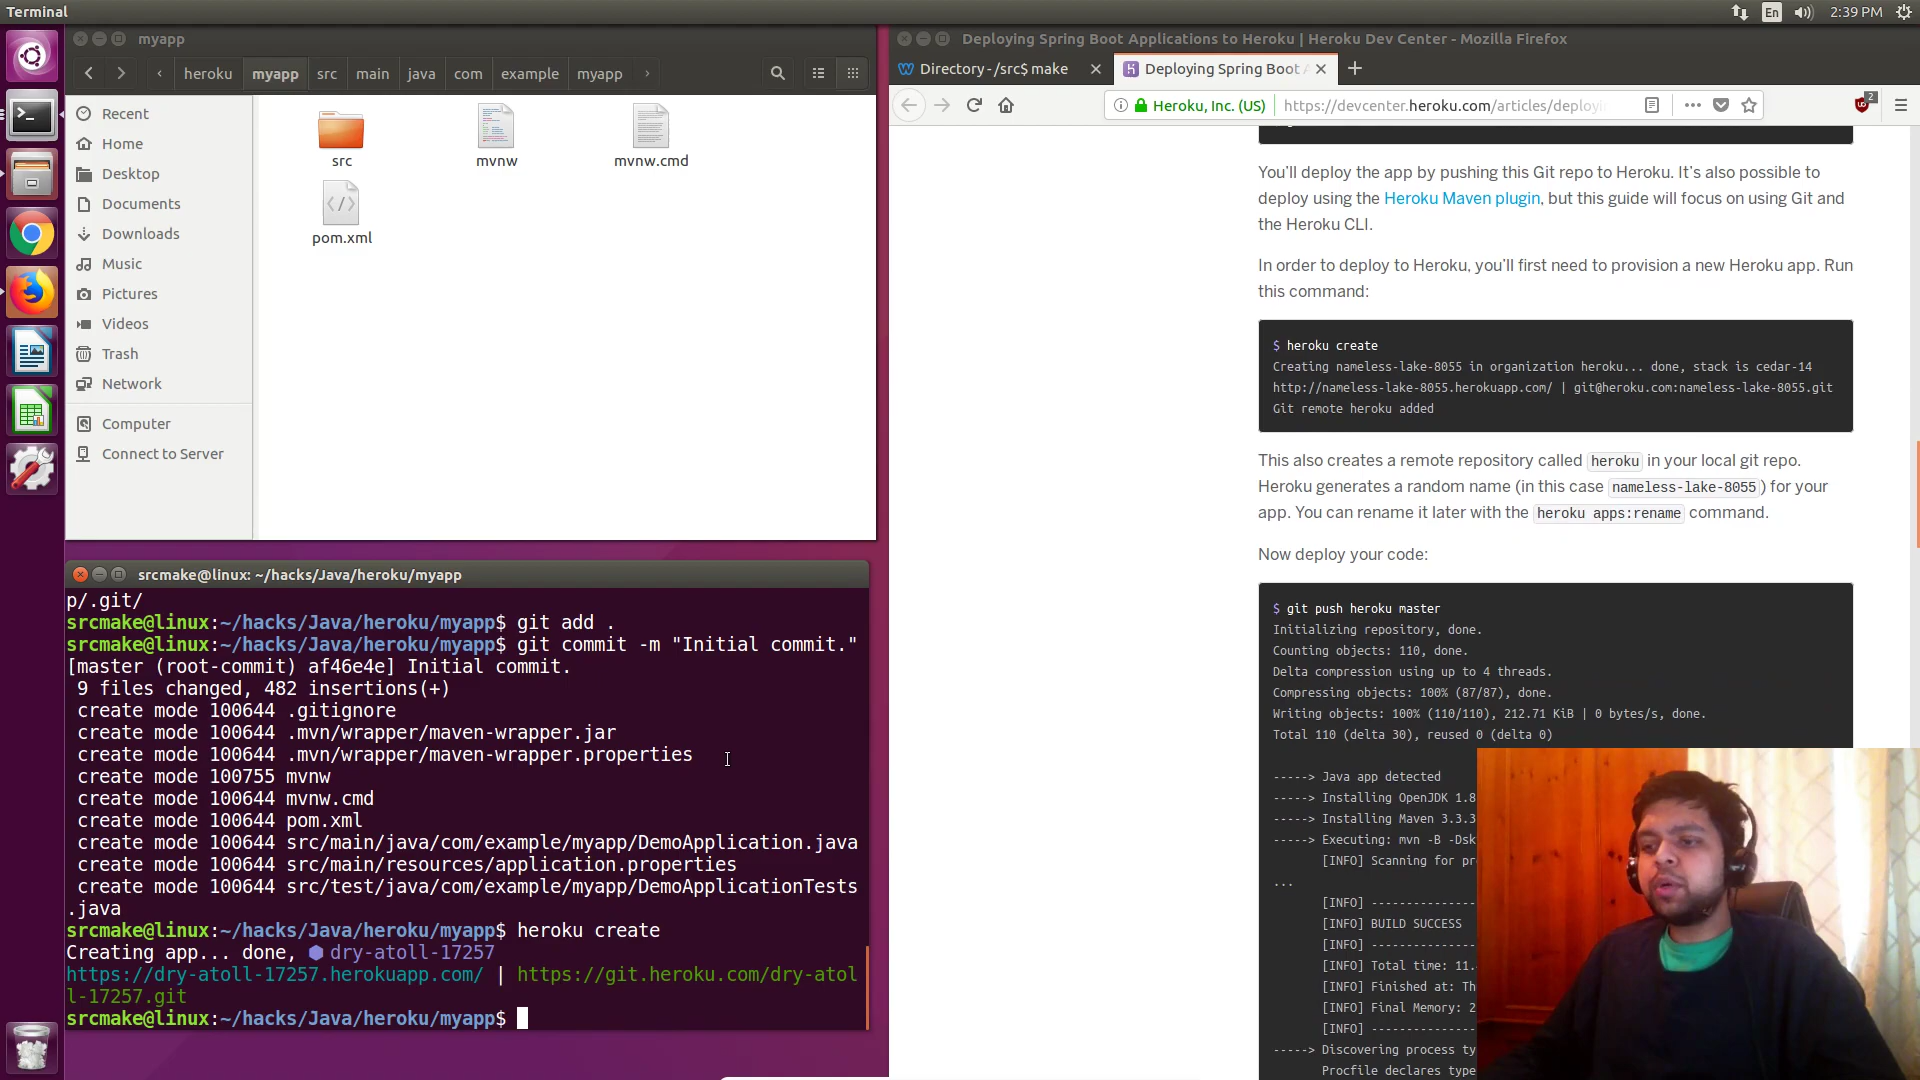 Terminal
En
2:39 PM
myapp
heroku
myapp
src
main
java
com
example
myapp
Recent
Home
Desktop
Documents
Downloads
Music
Pictures
Videos
Trash
Network
Computer
Connect to Server
src
mvnw
mvnw.cmd
pom.xml
srcmake@linux: ~/hacks/Java/heroku/myapp
p/.git/
srcmake@linux:~/hacks/Java/heroku/myapp$ git add .
srcmake@linux:~/hacks/Java/heroku/myapp$ git commit -m "Initial commit."
[master (root-commit) af46e4e] Initial commit.
9 files changed, 482 insertions(+)
create mode 100644 .gitignore
create mode 100644 .mvn/wrapper/maven-wrapper.jar
create mode 100644 .mvn/wrapper/maven-wrapper.properties
create mode 100755 mvnw
create mode 100644 mvnw.cmd
create mode 100644 pom.xml
create mode 100644 src/main/java/com/example/myapp/DemoApplication.java
create mode 100644 src/main/resources/application.properties
create mode 100644 src/test/java/com/example/myapp/DemoApplicationTests
.java
srcmake@linux:~/hacks/Java/heroku/myapp$ heroku create
Creating app... done, ⬢ dry-atoll-17257
https://dry-atoll-17257.herokuapp.com/ | https://git.heroku.com/dry-atol
l-17257.git
srcmake@linux:~/hacks/Java/heroku/myapp$
Deploying Spring Boot Applications to Heroku | Heroku Dev Center - Mozilla Firefox
Directory - /src$ make
Deploying Spring Boot A
Heroku, Inc. (US)
https://devcenter.heroku.com/articles/deployi
2
You'll deploy the app by pushing this Git repo to Heroku. It's also possible to
deploy using the Heroku Maven plugin, but this guide will focus on using Git and
the Heroku CLI.
In order to deploy to Heroku, you'll first need to provision a new Heroku app. Run
this command:
$ heroku create
Creating nameless-lake-8055 in organization heroku... done, stack is cedar-14
http://nameless-lake-8055.herokuapp.com/ | git@heroku.com:nameless-lake-8055.git
Git remote heroku added
This also creates a remote repository called heroku in your local git repo.
Heroku generates a random name (in this case nameless-lake-8055) for your
app. You can rename it later with the heroku apps:rename command.
Now deploy your code:
$ git push heroku master
Initializing repository, done.
Counting objects: 110, done.
Delta compression using up to 4 threads.
Compressing objects: 100% (87/87), done.
Writing objects: 100% (110/110), 212.71 KiB | 0 bytes/s, done.
Total 110 (delta 30), reused 0 (delta 0)
-----> Java app detected
-----> Installing OpenJDK 1.8
-----> Installing Maven 3.3.3
-----> Executing: mvn -B -Dsk
[INFO] Scanning for pr
...
[INFO] ---------------
[INFO] BUILD SUCCESS
[INFO] ---------------
[INFO] Total time: 11.
[INFO] Finished at: Th
[INFO] Final Memory: 2
[INFO] ---------------
-----> Discovering process ty
Procfile declares type